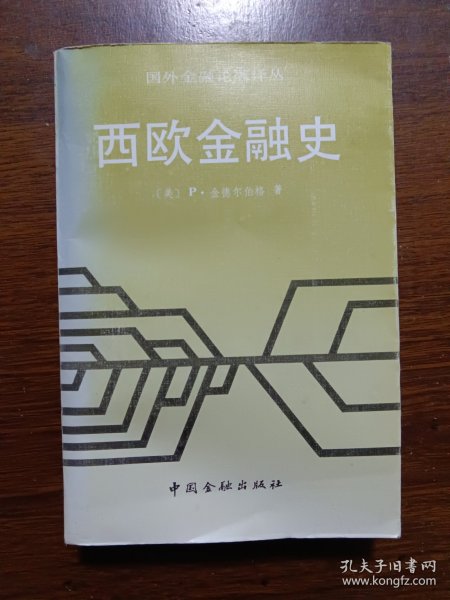 国外金融论著译丛
西欧金融史
〔美〕 P·金德尔伯格 著
中国金融出版社
孔夫子旧书网
www.kongfz.com